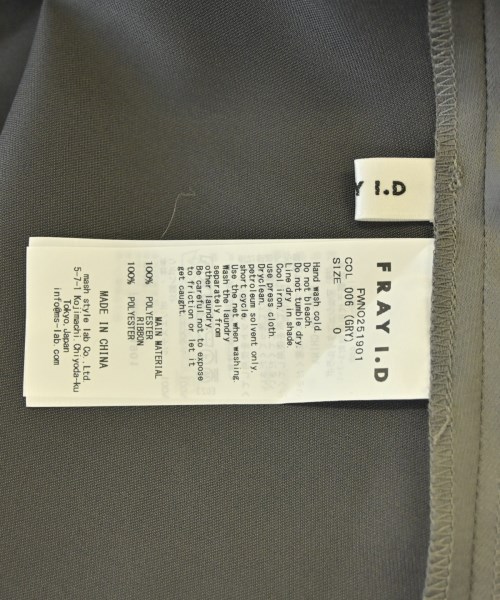 Y I.D
FRAY I.D
FWNO251901
COL 006 (GRY)
SIZE 0
Hand wash cold
Do not bleach.
Do not tumble dry.
Line dry in shade
Cool iron.
use press cloth
Dryclean.
petroleum solvent only.
short cycle
Use the net when washing
Wash the laundry
separately from
other laundry.
Be careful not to expose
to friction or let it
get caught.
MAIN MATERIAL
100% POLYESTER
RIBBON
100% POLYESTER
MADE IN CHINA
mash style lab Co. Ltd
5-7-1 Kojimachi, Chiyoda-ku
Tokyo, Japan
info@ms-lab.com